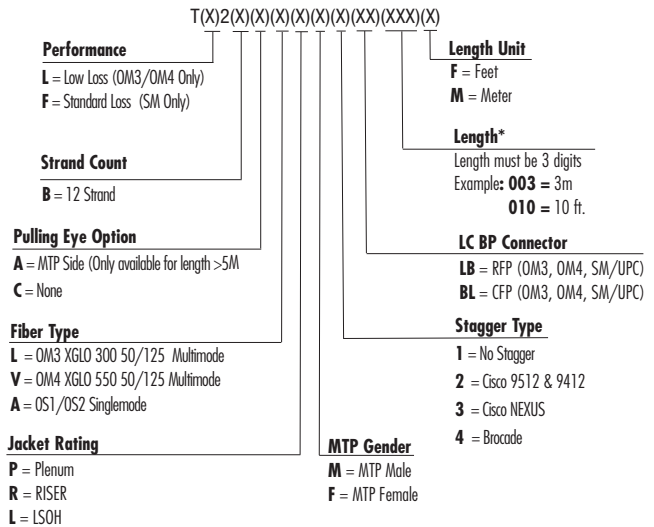 T(X)2(X)(X)(X)(X)(X)(X)(XX)(XXX)(X)
Performance
L = Low Loss (OM3/OM4 Only)
F = Standard Loss (SM Only)
Strand Count
B = 12 Strand
Pulling Eye Option
A = MTP Side (Only available for length >5M
C = None
Fiber Type
L = OM3 XGLO 300 50/125 Multimode
V = OM4 XGLO 550 50/125 Multimode
A = OS1/OS2 Singlemode
Jacket Rating
P = Plenum
R = RISER
L = LSOH
MTP Gender
M = MTP Male
F = MTP Female
Stagger Type
1 = No Stagger
2 = Cisco 9512 & 9412
3 = Cisco NEXUS
4 = Brocade
LC BP Connector
LB = RFP (OM3, OM4, SM/UPC)
BL = CFP (OM3, OM4, SM/UPC)
Length*
Length must be 3 digits
Example: 003 = 3m
010 = 10 ft.
Length Unit
F = Feet
M = Meter